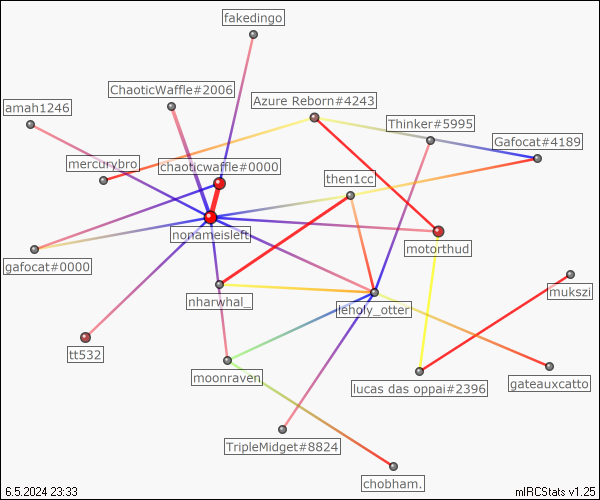 fakedingo
ChaoticWaffle#2006
amah1246
Azure Reborn#4243
Thinker#5995
Gafocat#4189
mercurybro
chaoticwaffle#0000
then1cc
nonameisleft
motorthud
gafocat#0000
mukszi
nharwhal_
leholy_otter
tt532
moonraven
lucas das oppai#2396
gateauxcatto
TripleMidget#8824
chobham.
6.5.2024 23:33
mIRCStats v1.25